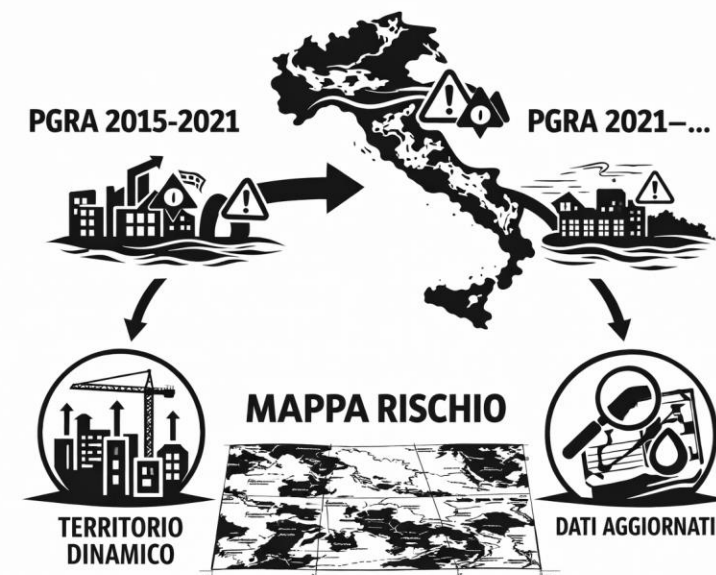 PGRA 2015-2021
PGRA 2021–...
MAPPA RISCHIO
TERRITORIO
DINAMICO
DATI AGGIORNATI